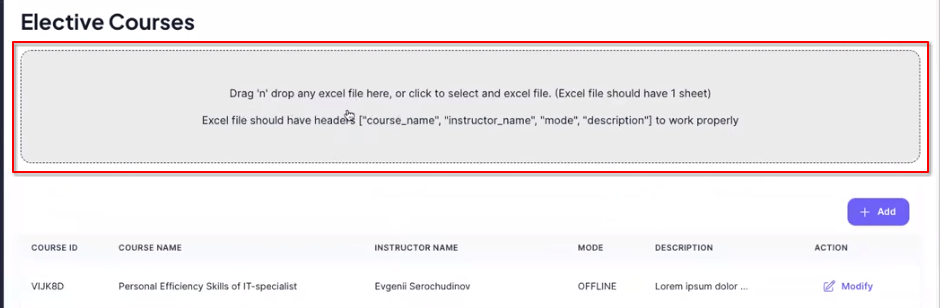 Elective Courses
Drag 'n' drop any excel file here, or click to select and excel file. (Excel file should have 1 sheet)
Excel file should have headers ["course_name", "instructor_name", "mode", "description"] to work properly
+ Add
COURSE ID COURSE NAME INSTRUCTOR NAME MODE DESCRIPTION ACTION
VIJK8D Personal Efficiency Skills of IT-specialist Evgenii Serochudinov OFFLINE Lorem ipsum dolor ... Modify